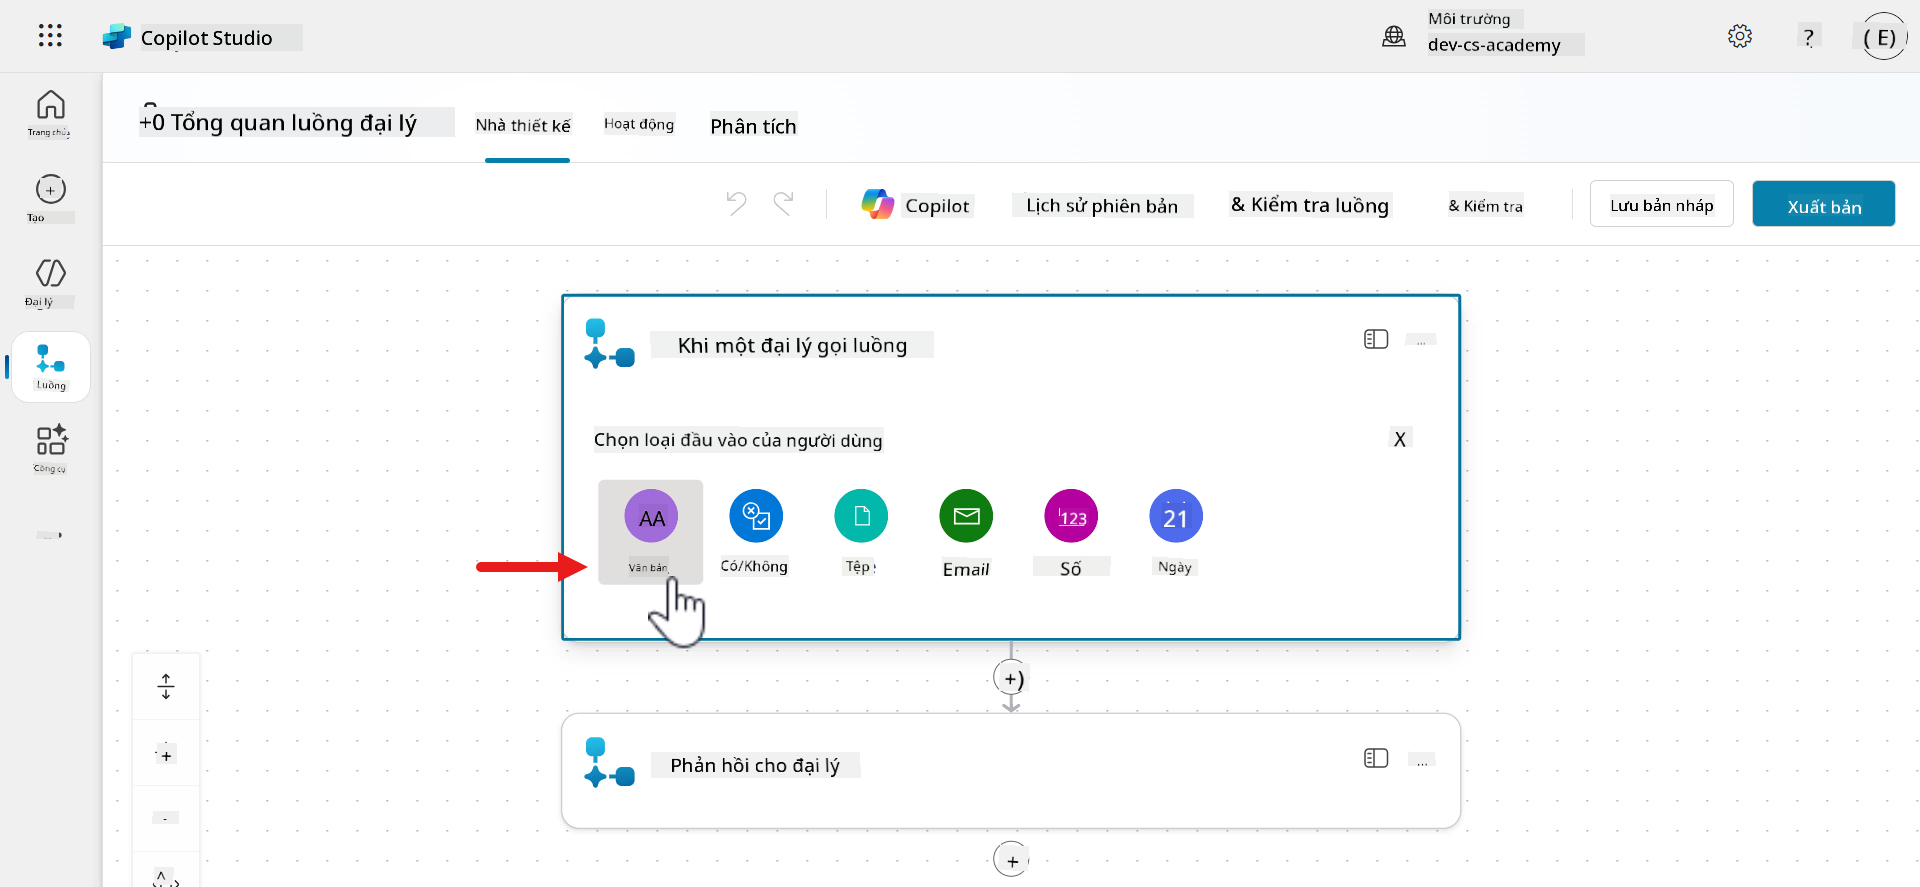 Copilot Studio
Môi trường
dev-cs-academy
?
( E)
Trang chủ
+0 Tổng quan luồng đại lý
Nhà thiết kế
Hoạt động
Phân tích
Tạo
Copilot
Lịch sử phiên bản
& Kiểm tra luồng
& Kiểm tra
Lưu bản nháp
Xuất bản
Đại lý
Luồng
Công cụ
Khi một đại lý gọi luồng
...
Chọn loại đầu vào của người dùng
X
AA
123
21
Văn bản
Có/Không
Tệp
Email
Số
Ngày
+)
+
-
Phản hồi cho đại lý
...
+